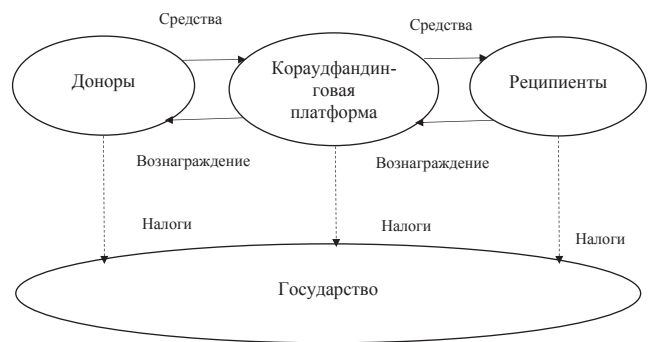 Средства
Средства
Доноры
Кораудфандин-
говая
платформа
Реципиенты
Вознаграждение
Вознаграждение
Налоги
Налоги
Налоги
Государство